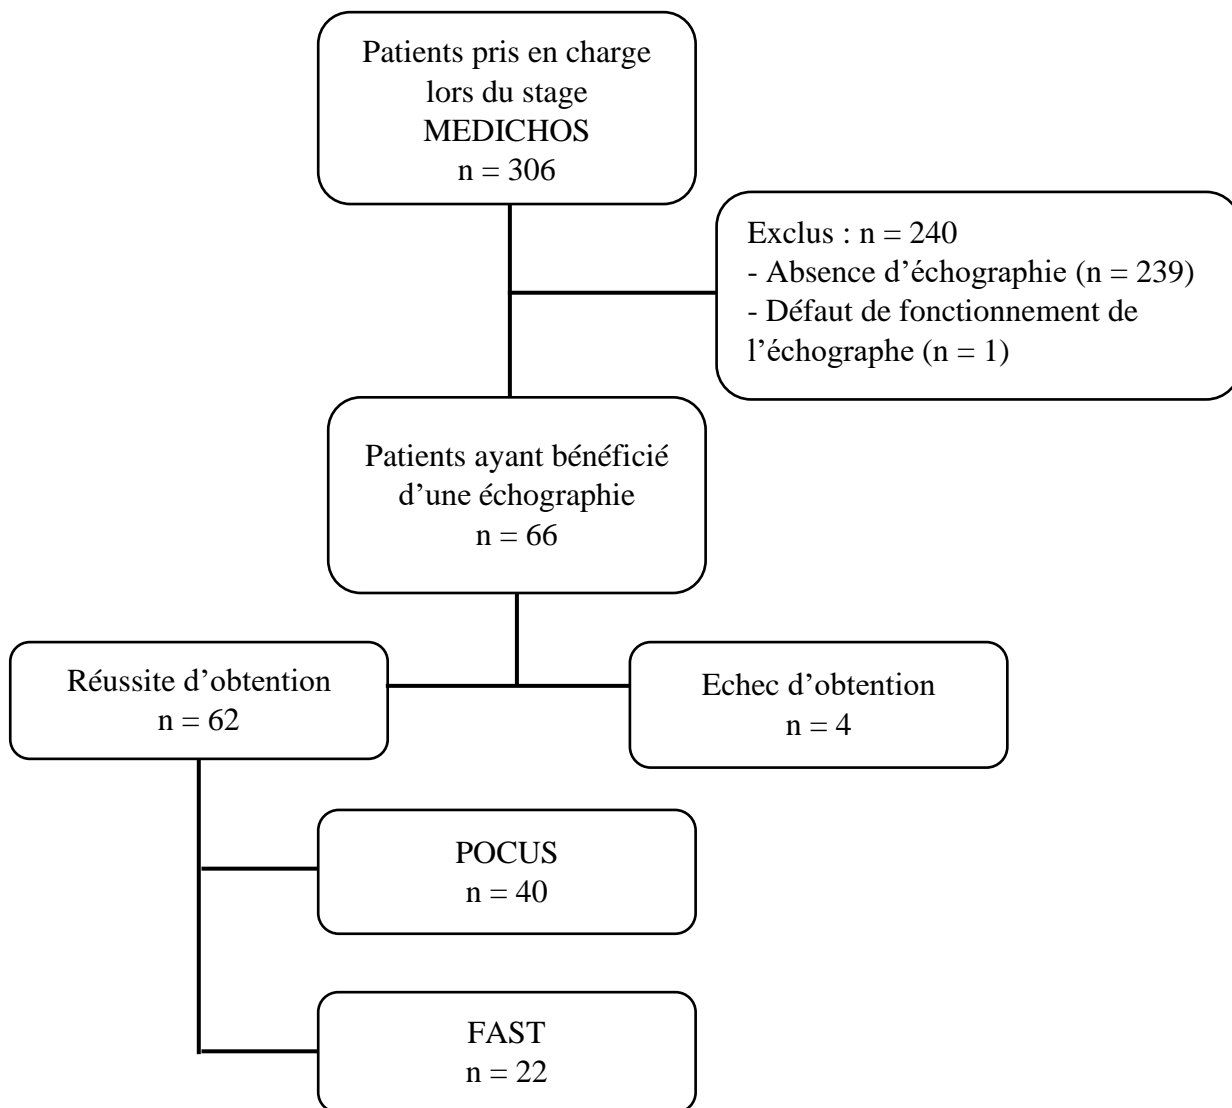 Patients pris en charge
lors du stage
MEDICHOS
n = 306
Exclus : n = 240
- Absence d’échographie (n = 239)
- Défaut de fonctionnement de
l’échographe (n = 1)
Patients ayant bénéficié
d’une échographie
n = 66
Réussite d’obtention
n = 62
Echec d’obtention
n = 4
POCUS
n = 40
FAST
n = 22